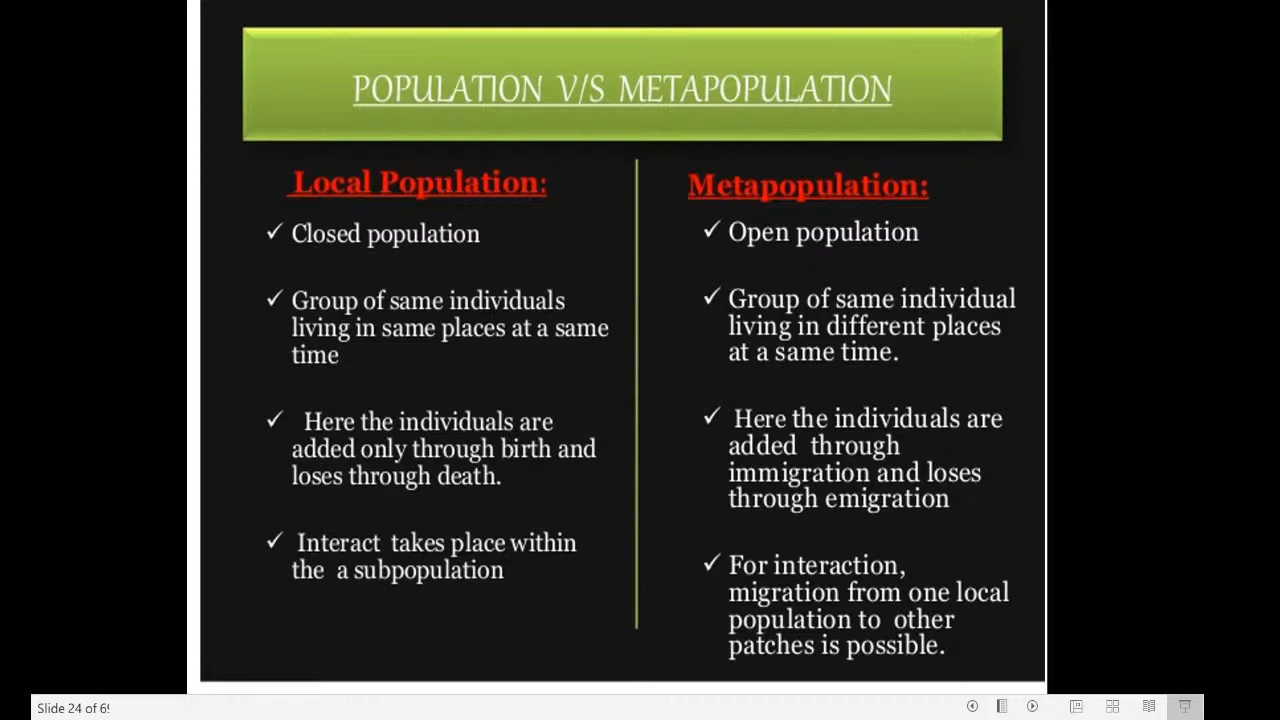 POPULATION V/S METAPOPULATION
Local Population:
✓ Closed population
✓ Group of same individuals
living in same places at a same
time
✓ Here the individuals are
added only through birth and
loses through death.
✓ Interact takes place within
the a subpopulation
Metapopulation:
✓ Open population
✓ Group of same individual
living in different places
at a same time.
✓ Here the individuals are
added through
immigration and loses
through emigration
✓ For interaction,
migration from one local
population to other
patches is possible.
Slide 24 of